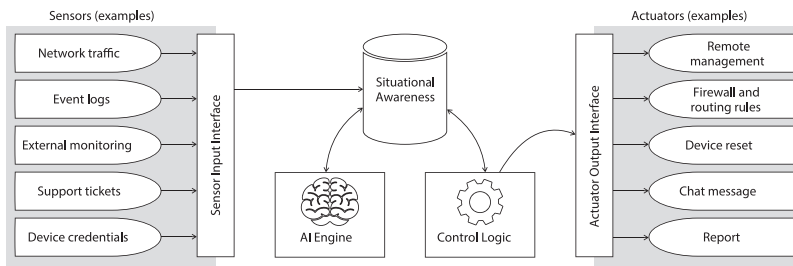 Sensors (examples)
Network traffic
Event logs
External monitoring
Support tickets
Device credentials
Sensor Input Interface
Situational
Awareness
AI Engine
Control Logic
Actuator Output Interface
Actuators (examples)
Remote
management
Firewall and
routing rules
Device reset
Chat message
Report